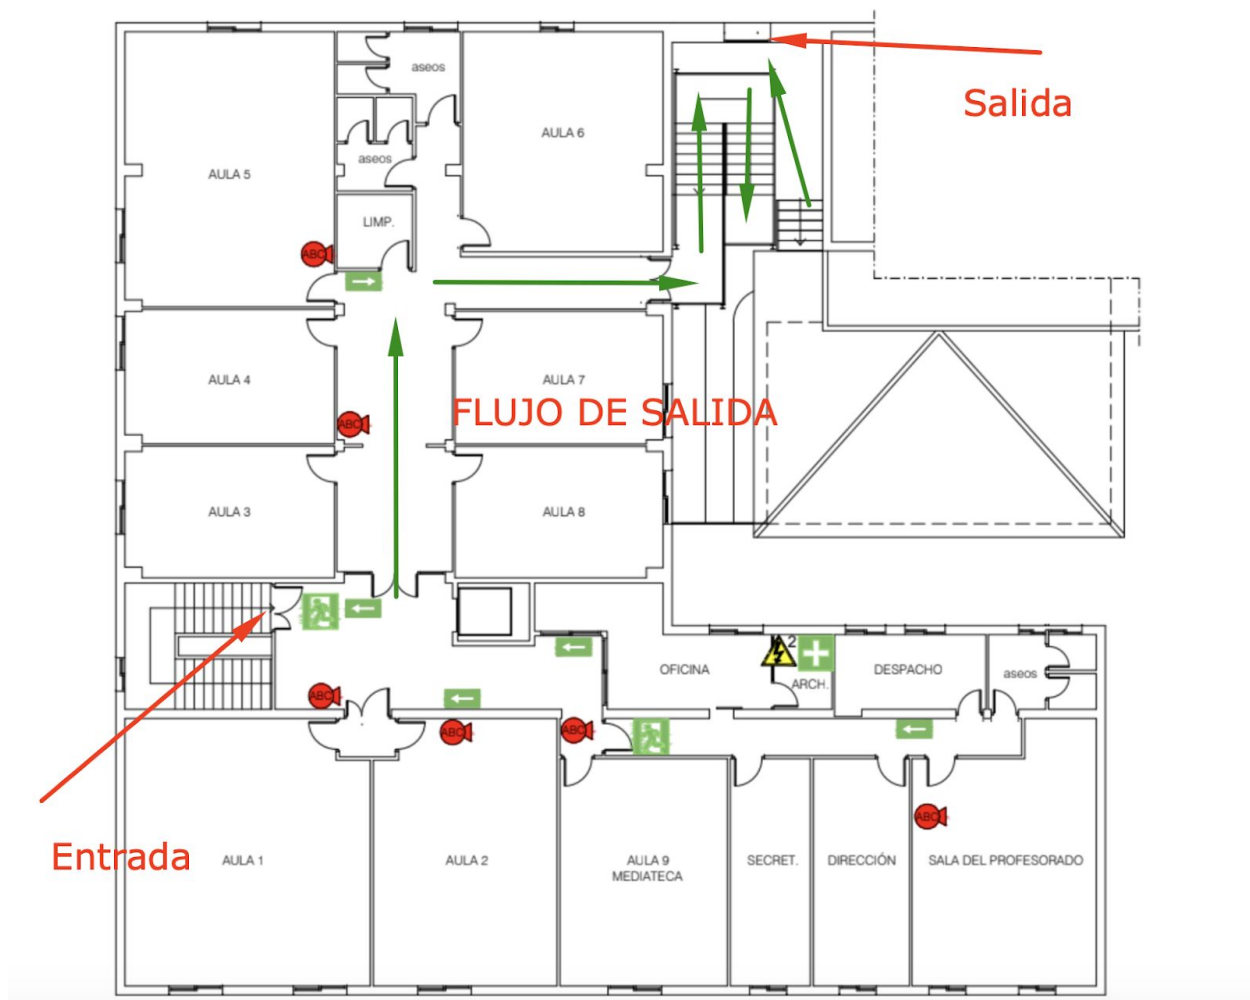 Salida
aseos
AULA 6
aseos
AULA 5
LIMP.
ABC
AULA 4
AULA 7
FLUJO DE SALIDA
ABC
AULA 3
AULA 8
2
OFICINA
ARCH.
DESPACHO
aseos
ABC
ABC
ABC
ABC
Entrada
AULA 1
AULA 2
AULA 9
MEDIATECA
SECRET.
DIRECCIÓN
SALA DEL PROFESORADO